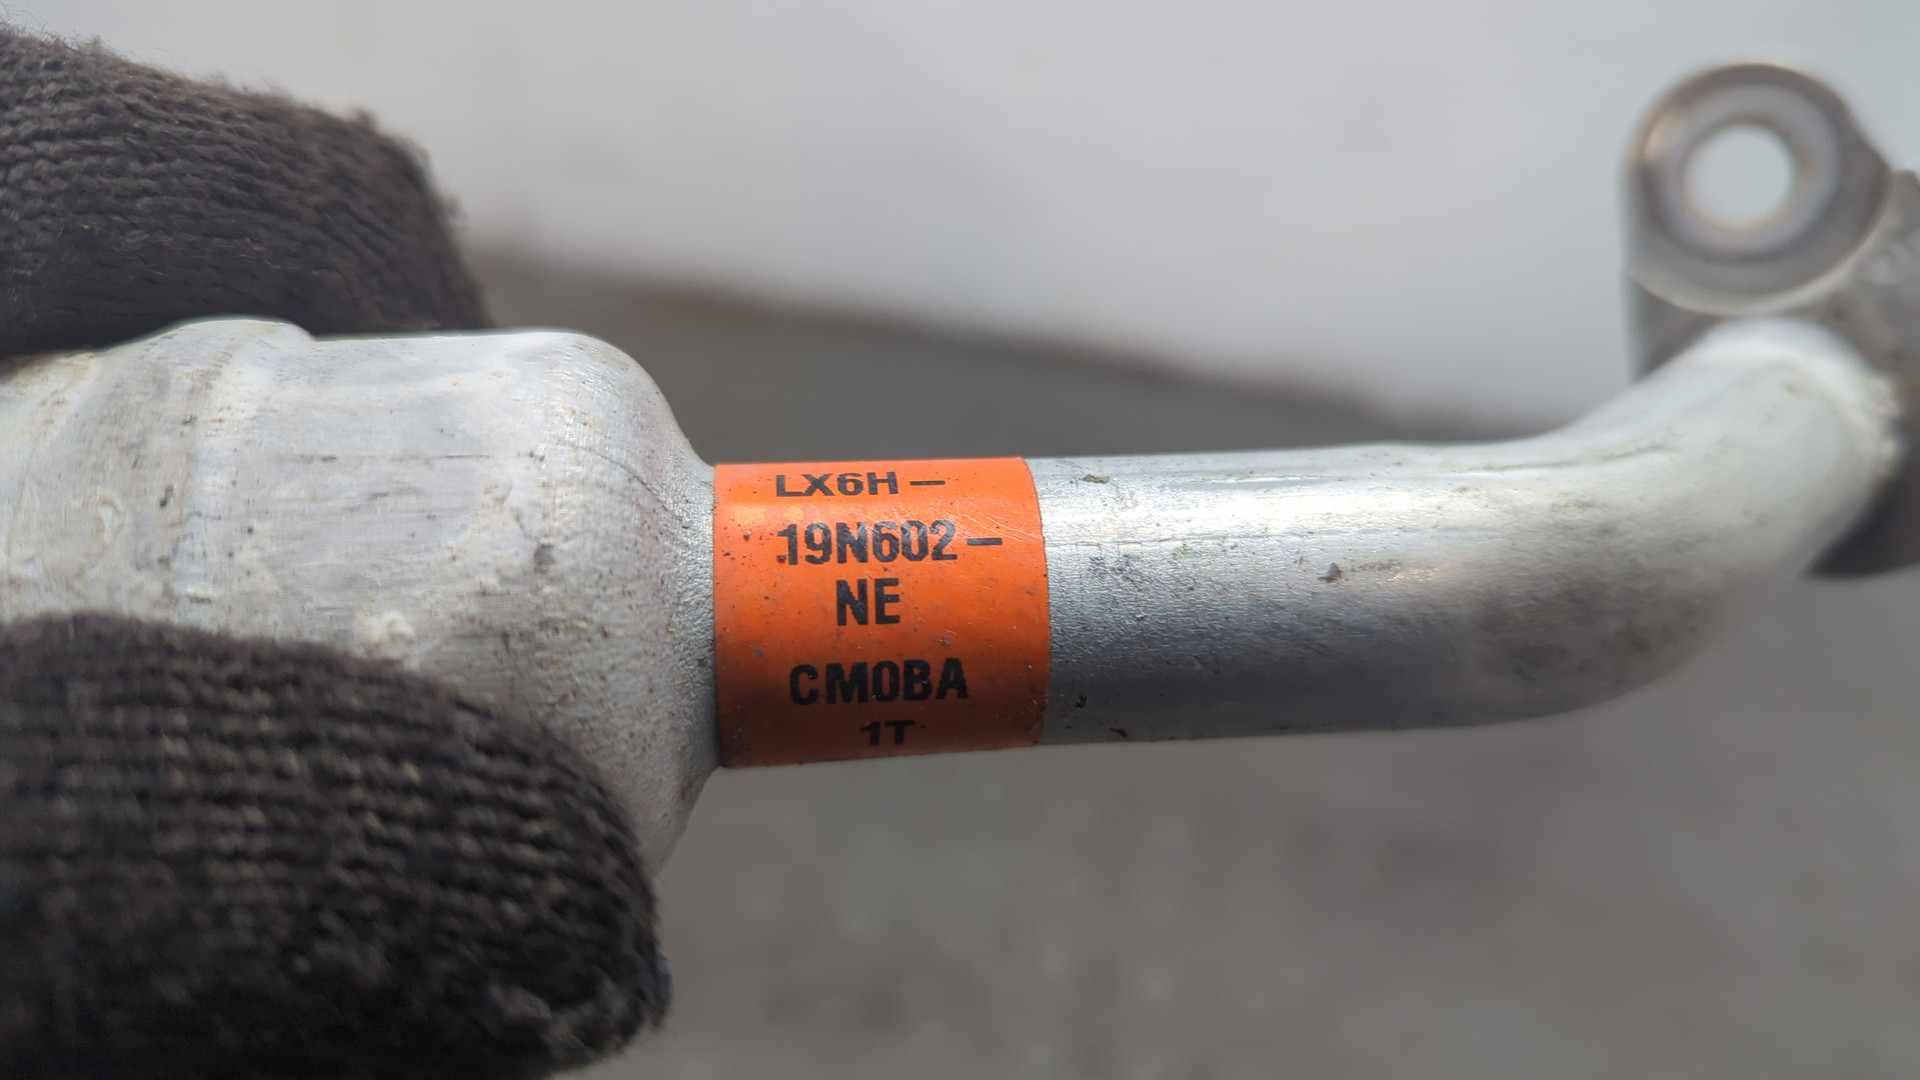 LX6H-
19N602-
NE
CM0BA
1T